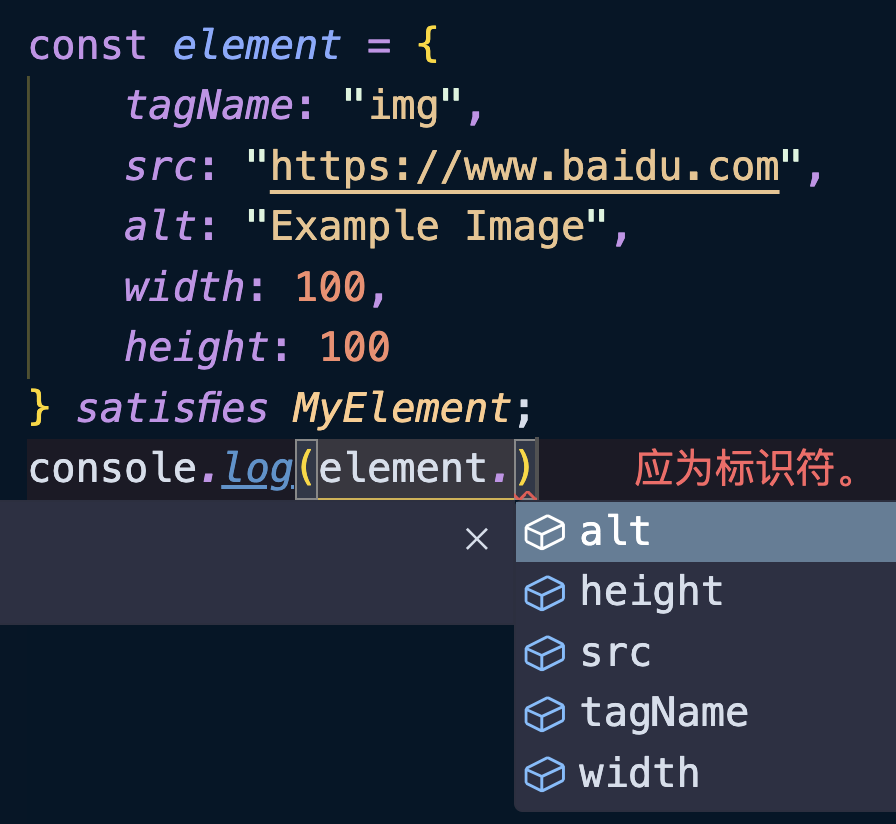 const element = {
tagName: "img",
src: "https://www.baidu.com",
alt: "Example Image",
width: 100,
height: 100
} satisfies MyElement;
console.log(element.) 应为标识符。
alt
height
src
tagName
width